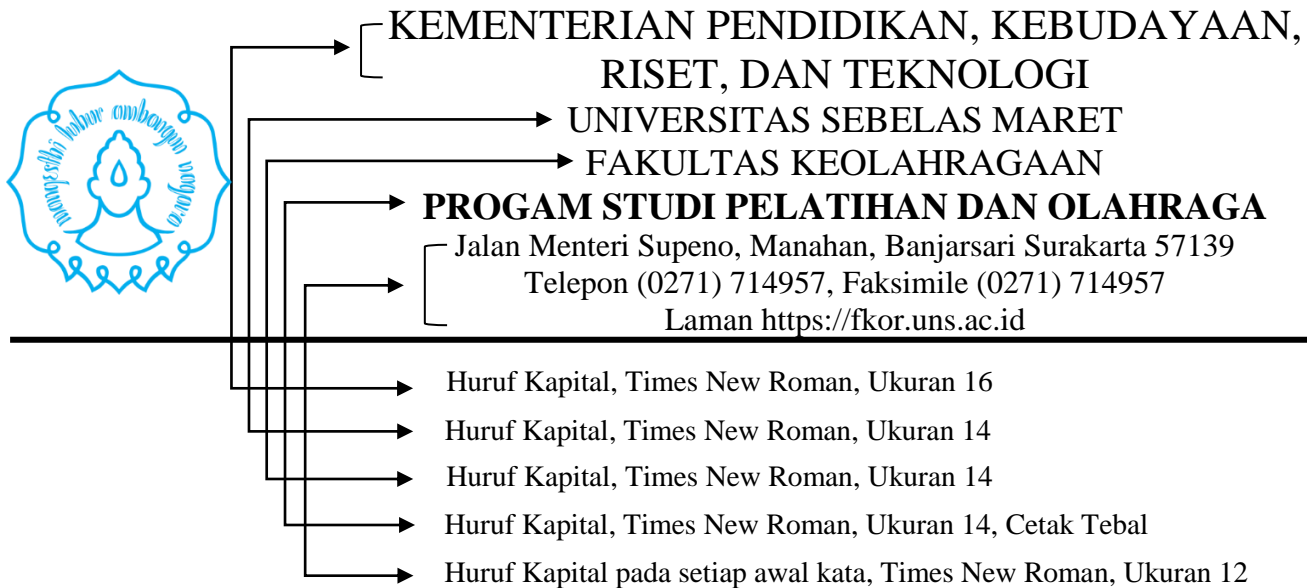 KEMENTERIAN PENDIDIKAN, KEBUDAYAAN,
RISET, DAN TEKNOLOGI
UNIVERSITAS SEBELAS MARET
FAKULTAS KEOLAHRAGAAN
PROGAM STUDI PELATIHAN DAN OLAHRAGA
Jalan Menteri Supeno, Manahan, Banjarsari Surakarta 57139
Telepon (0271) 714957, Faksimile (0271) 714957
Laman https://fkor.uns.ac.id
mangesthi luhur ambangun nagara
Huruf Kapital, Times New Roman, Ukuran 16
Huruf Kapital, Times New Roman, Ukuran 14
Huruf Kapital, Times New Roman, Ukuran 14
Huruf Kapital, Times New Roman, Ukuran 14, Cetak Tebal
Huruf Kapital pada setiap awal kata, Times New Roman, Ukuran 12